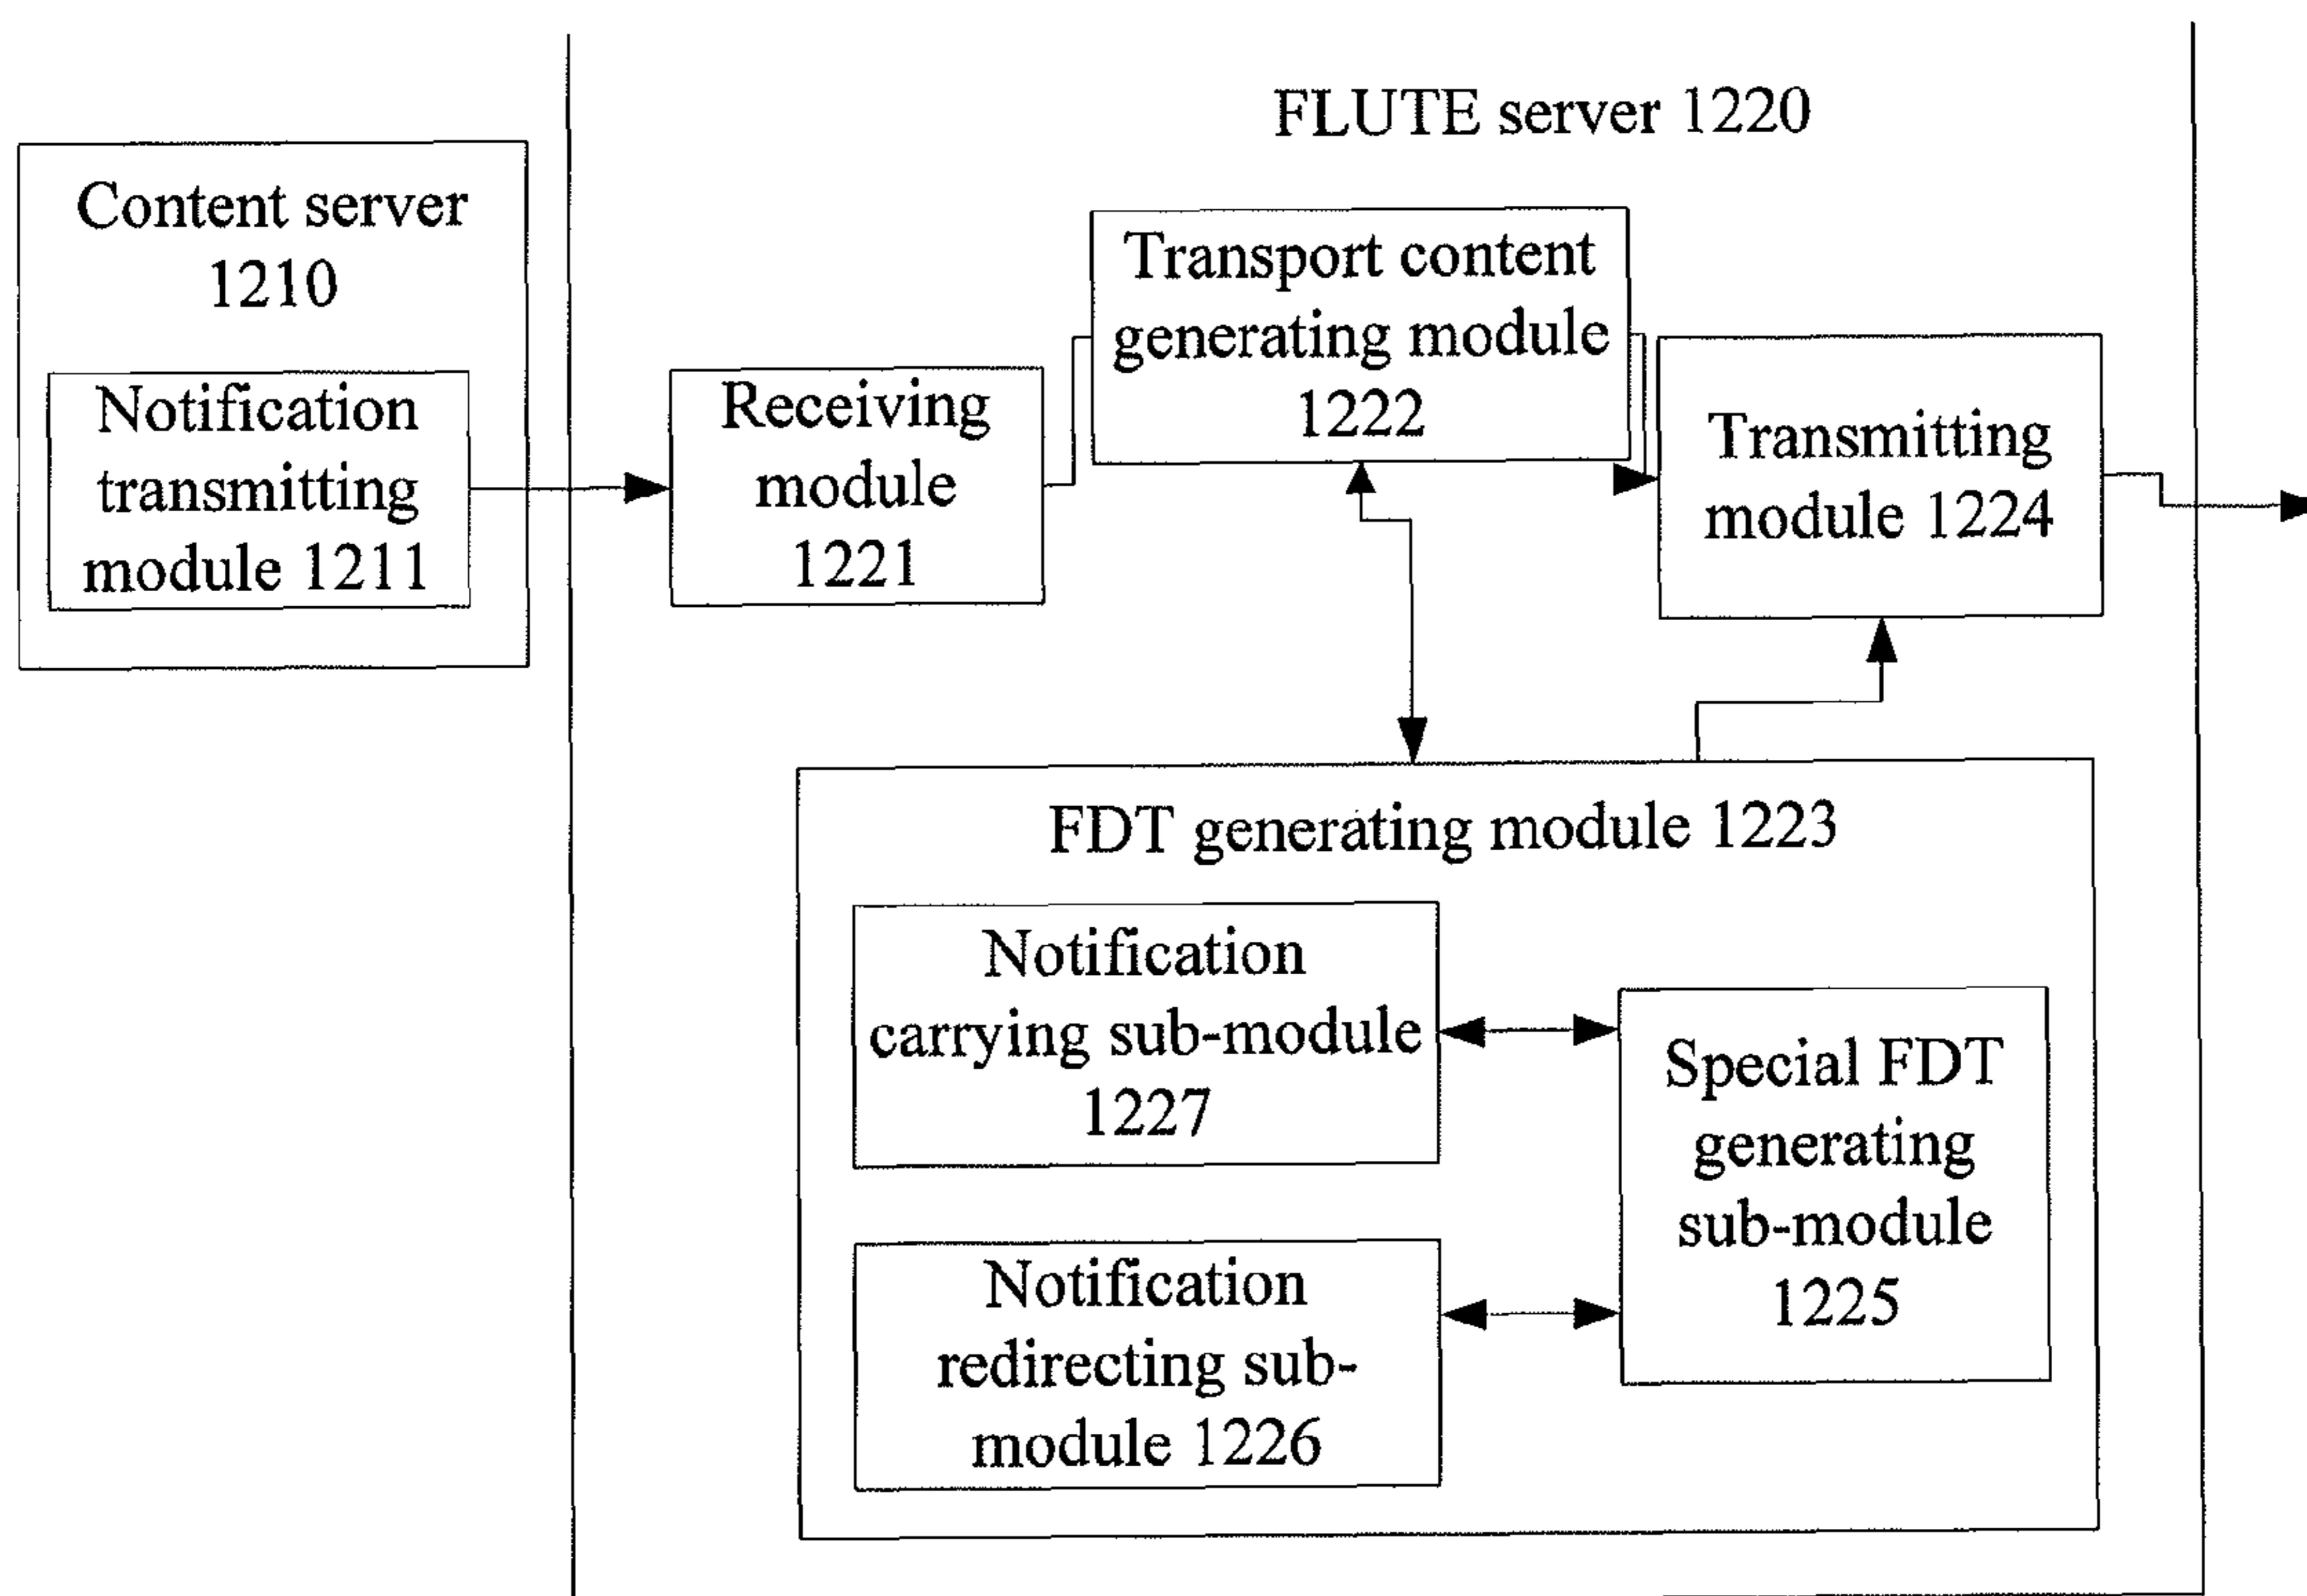 FLUTE server 1220
Content server
1210
Notification
transmitting
module 1211
Receiving
module
1221
Transport content
generating module
1222
Transmitting
module 1224
FDT generating module 1223
Notification
carrying sub-module
1227
Special FDT
generating
sub-module
1225
Notification
redirecting sub-
module 1226